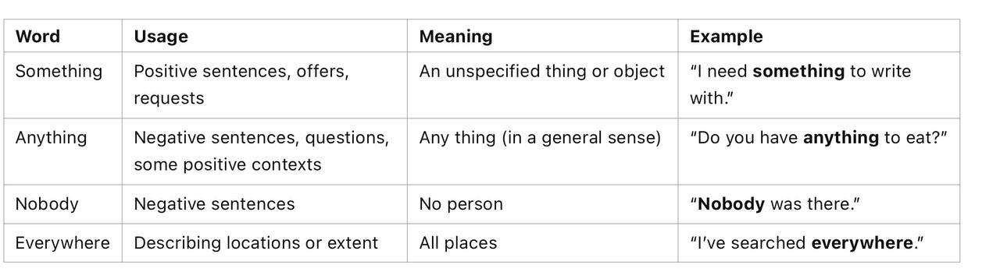 Word Usage Meaning Example
Something Positive sentences, offers, An unspecified thing or object “I need something to write
requests with.”
Anything Negative sentences, questions, Any thing (in a general sense) “Do you have anything to eat?”
some positive contexts
Nobody Negative sentences No person “Nobody was there.”
Everywhere Describing locations or extent All places “I’ve searched everywhere.”